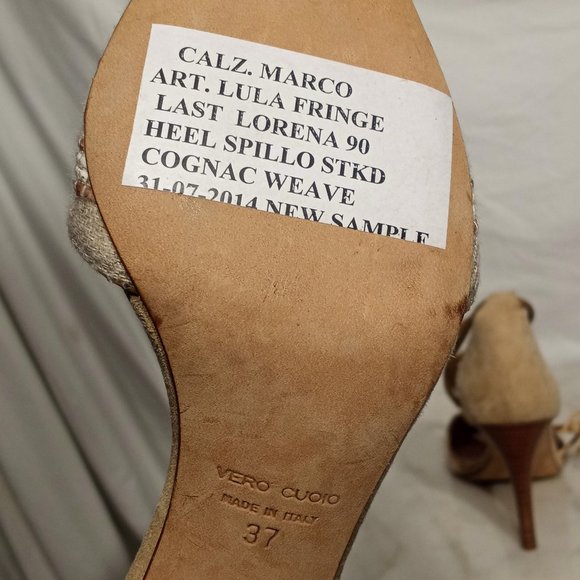 CALZ. MARCO
ART. LULA FRINGE
LAST LORENA 90
HEEL SPILLO STKD
COGNAC WEAVE
31-07-2014 NEW SAMPLE
VERO CUOIO
MADE IN ITALY
37